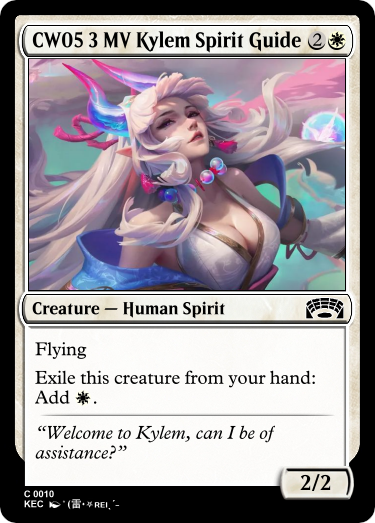 CW05 3 MV Kylem Spirit Guide 2
Creature — Human Spirit
Flying
Exile this creature from your hand:
Add .
“Welcome to Kylem, can I be of
assistance?”
2/2
C 0010
KEC